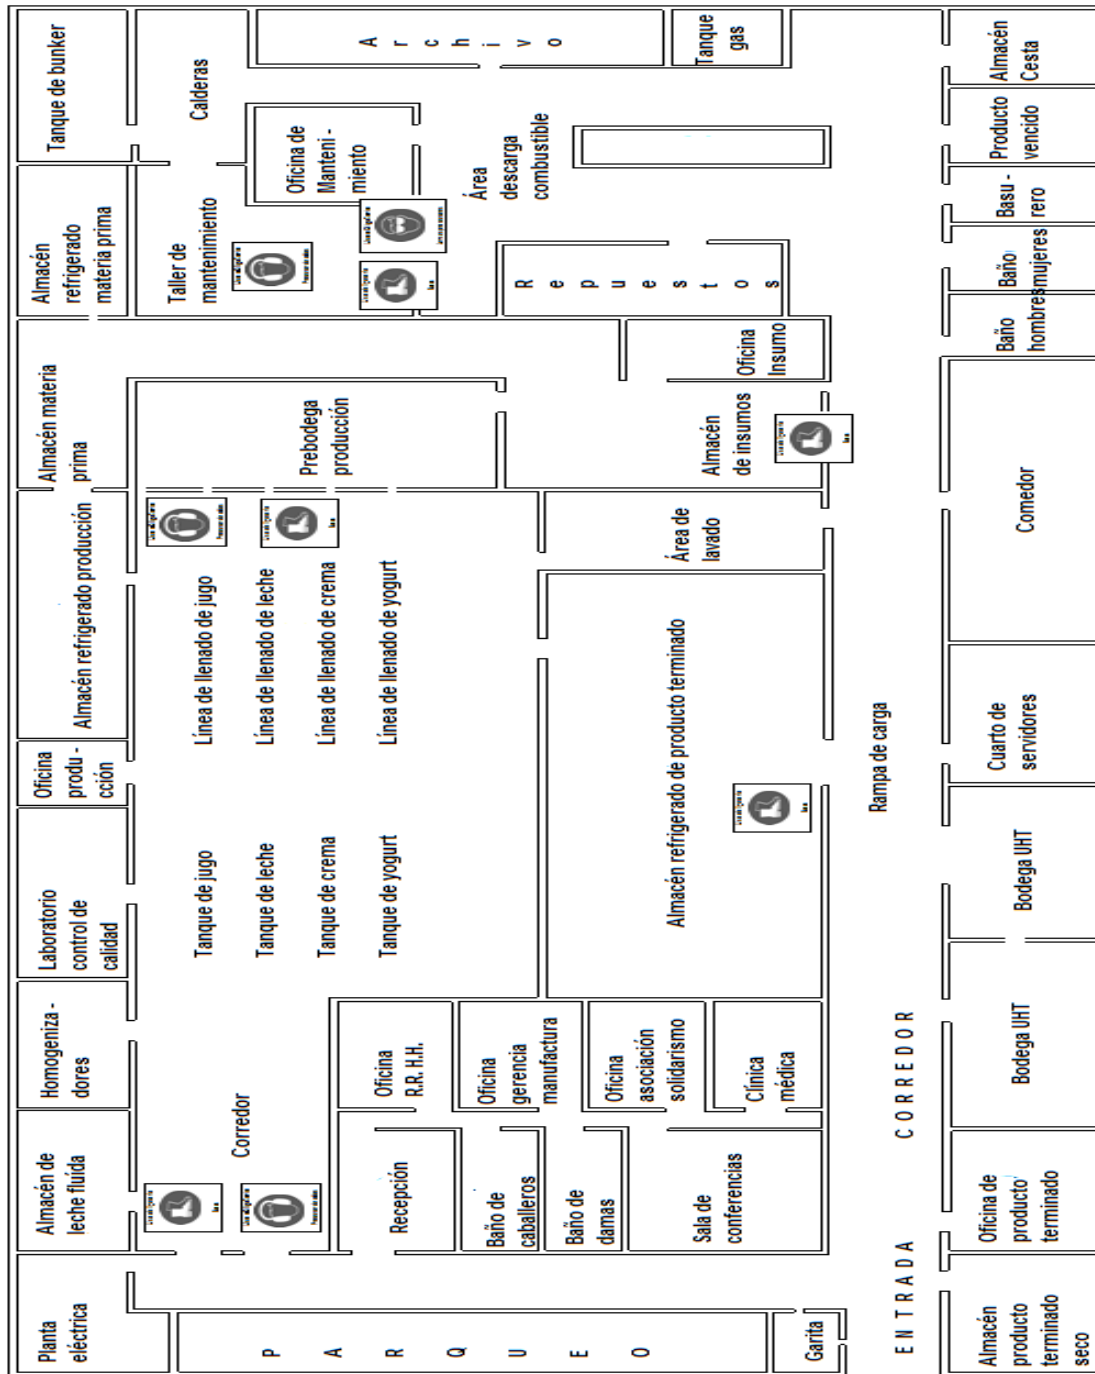 Tanque de bunker
Calderas
Archivo
Tanque
gas
Almacén
Cesta
Almacén
refrigerado
materia prima
Taller de
mantenimiento
Oficina de
Manteni -
miento
Área
descarga
combustible
Producto
vencido
Basu -
rero
Baño
mujeres
Baño
hombres
Repuestos
Oficina
Insumo
Almacén materia
prima
Prebodega
producción
Almacén
de insumos
Comedor
Almacén refrigerado producción
Línea de llenado de jugo
Línea de llenado de leche
Línea de llenado de crema
Línea de llenado de yogurt
Área de
lavado
Oficina
produ -
cción
Almacén refrigerado de producto terminado
Rampa de carga
Cuarto de
servidores
Laboratorio
control de
calidad
Tanque de jugo
Tanque de leche
Tanque de crema
Tanque de yogurt
Bodega UHT
Homogeniza -
dores
Oficina
R.R. H.H.
Oficina
gerencia
manufactura
Oficina
asociación
solidarismo
Clínica
médica
CORREDOR
Bodega UHT
Almacén de
leche fluída
Corredor
Recepción
Baño de
caballeros
Baño de
damas
Sala de
conferencias
Oficina de
producto
terminado
Planta
eléctrica
PARQUEO
Garita
ENTRADA
Almacén
producto
terminado
seco